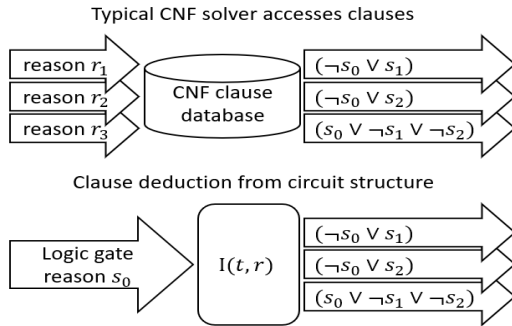 Typical CNF solver accesses clauses
reason r₁
reason r₂
reason r₃
CNF clause
database
(¬s₀ ∨ s₁)
(¬s₀ ∨ s₂)
(s₀ ∨ ¬s₁ ∨ ¬s₂)
Clause deduction from circuit structure
Logic gate
reason s₀
I(t, r)
(¬s₀ ∨ s₁)
(¬s₀ ∨ s₂)
(s₀ ∨ ¬s₁ ∨ ¬s₂)